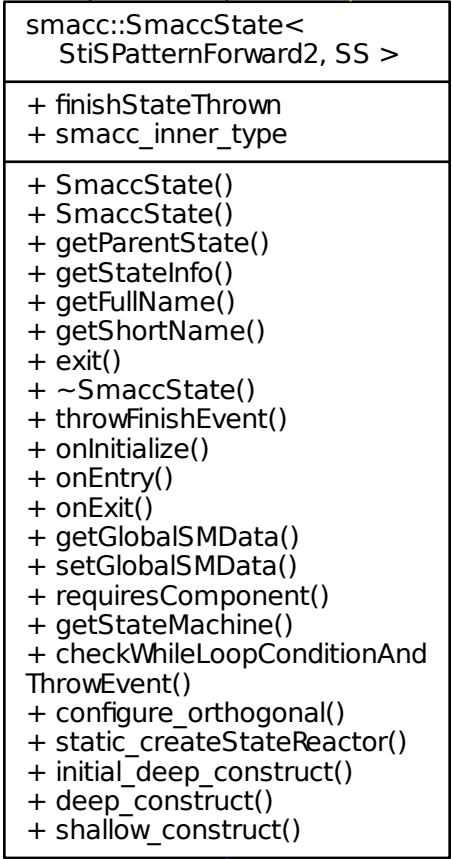 smacc::SmaccState<
StiSPatternForward2, SS >
+ finishStateThrown
+ smacc_inner_type
+ SmaccState()
+ SmaccState()
+ getParentState()
+ getStateInfo()
+ getFullName()
+ getShortName()
+ exit()
+ ~SmaccState()
+ throwFinishEvent()
+ onInitialize()
+ onEntry()
+ onExit()
+ getGlobalSMData()
+ setGlobalSMData()
+ requiresComponent()
+ getStateMachine()
+ checkWhileLoopConditionAnd
ThrowEvent()
+ configure_orthogonal()
+ static_createStateReactor()
+ initial_deep_construct()
+ deep_construct()
+ shallow_construct()